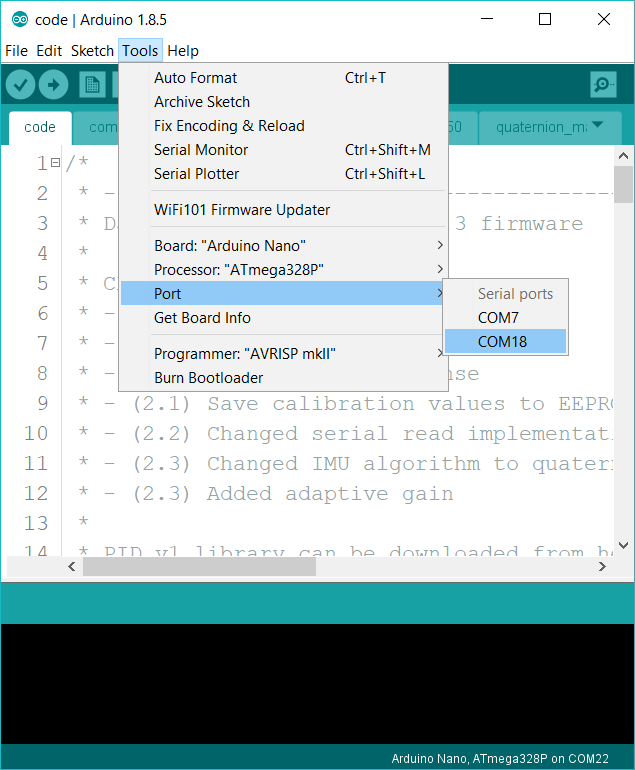 code | Arduino 1.8.5
File Edit Sketch Tools Help
code
com
50
quaternion_ma
Auto Format Ctrl+T
Archive Sketch
Fix Encoding & Reload
Serial Monitor Ctrl+Shift+M
Serial Plotter Ctrl+Shift+L
WiFi101 Firmware Updater
Board: "Arduino Nano"
Processor: "ATmega328P"
Port
Get Board Info
Programmer: "AVRISP mkII"
Burn Bootloader
Serial ports
COM7
COM18
1 /*
2 * - ---------------
3 * D 3 firmware
4 *
5 * C
6 * -
7 * -
8 * - nse
9 * - (2.1) Save calibration values to EEPRO
10 * - (2.2) Changed serial read implementat
11 * - (2.3) Changed IMU algorithm to quatern
12 * - (2.3) Added adaptive gain
13 *
14 * PID v1 library can be downloaded from he
Arduino Nano, ATmega328P on COM22